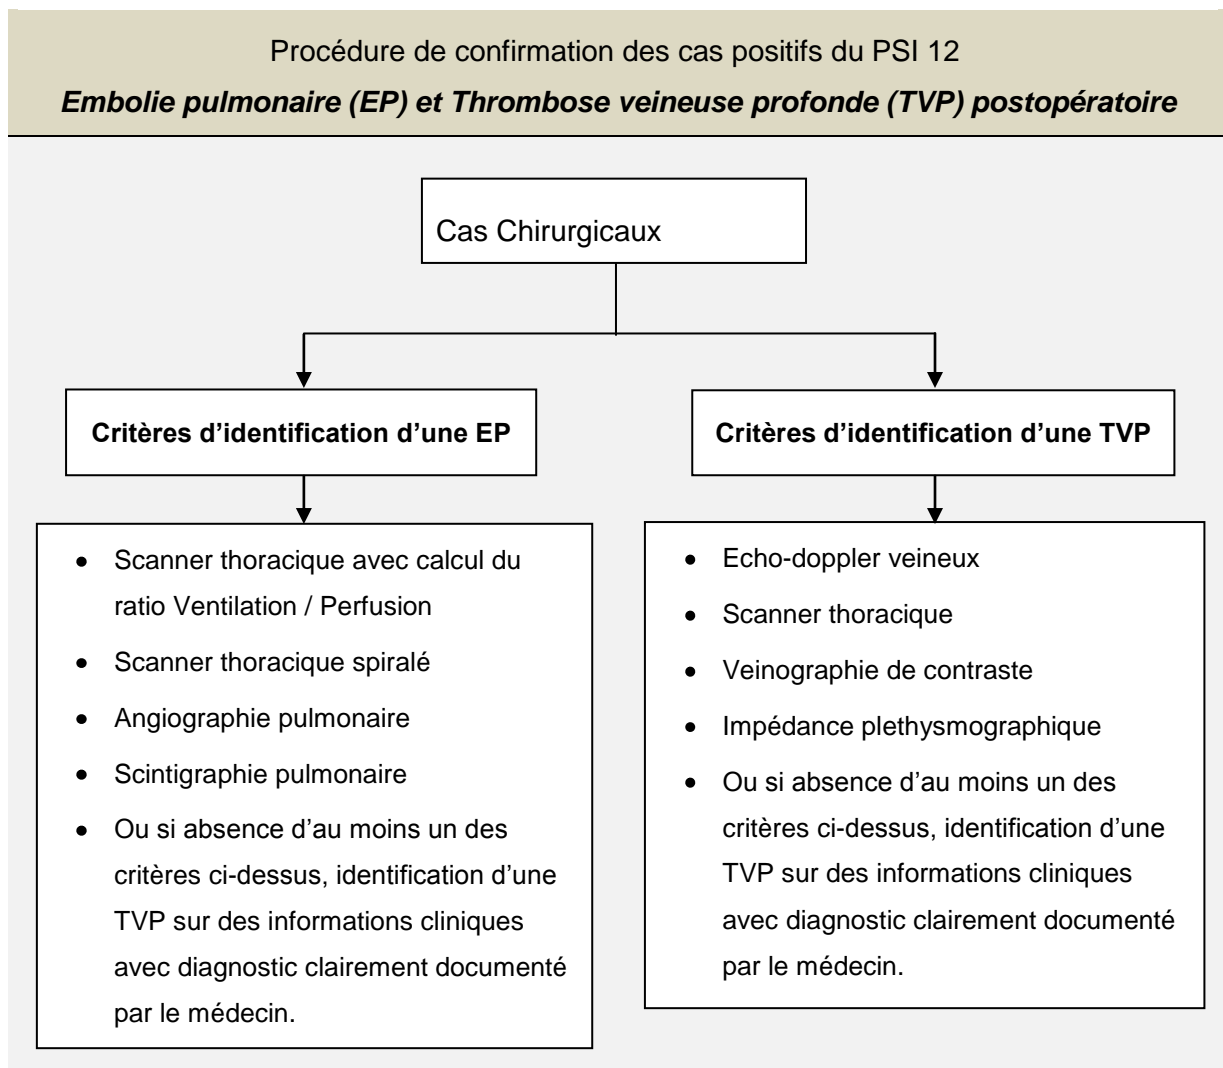 Procédure de confirmation des cas positifs du PSI 12
Embolie pulmonaire (EP) et Thrombose veineuse profonde (TVP) postopératoire
Cas Chirurgicaux
Critères d’identification d’une EP
Critères d’identification d’une TVP
• Scanner thoracique avec calcul du
ratio Ventilation / Perfusion
• Scanner thoracique spiralé
• Angiographie pulmonaire
• Scintigraphie pulmonaire
• Ou si absence d’au moins un des
critères ci-dessus, identification d’une
TVP sur des informations cliniques
avec diagnostic clairement documenté
par le médecin.
• Echo-doppler veineux
• Scanner thoracique
• Veinographie de contraste
• Impédance plethysmographique
• Ou si absence d’au moins un des
critères ci-dessus, identification d’une
TVP sur des informations cliniques
avec diagnostic clairement documenté
par le médecin.